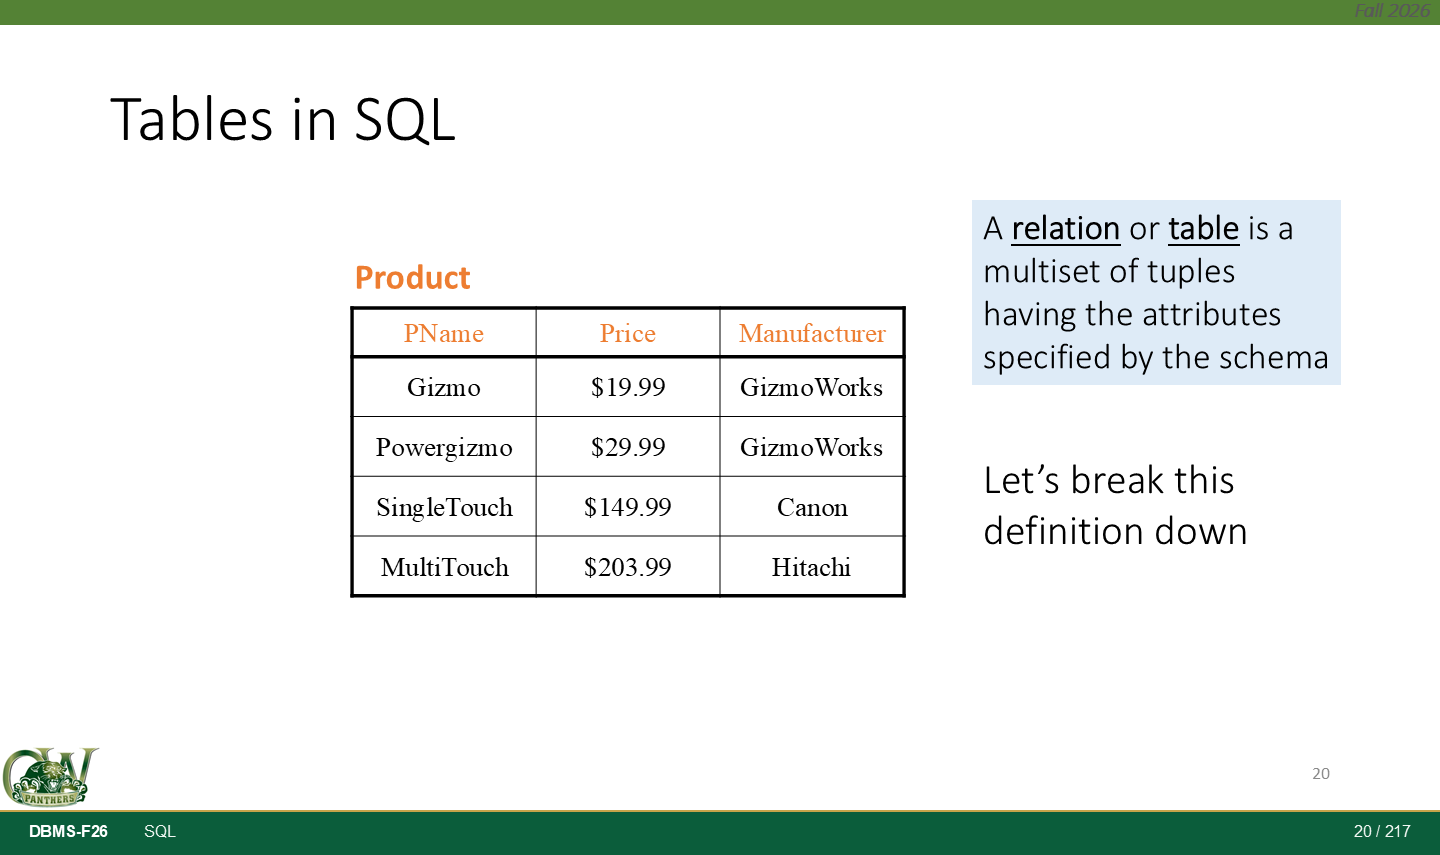 Fall 2026
Tables in SQL
Product
PName Price Manufacturer
Gizmo $19.99 GizmoWorks
Powergizmo $29.99 GizmoWorks
SingleTouch $149.99 Canon
MultiTouch $203.99 Hitachi
A relation or table is a
multiset of tuples
having the attributes
specified by the schema
Let’s break this
definition down
20
OW
PANTHERS
DBMS-F26 SQL 20 / 217